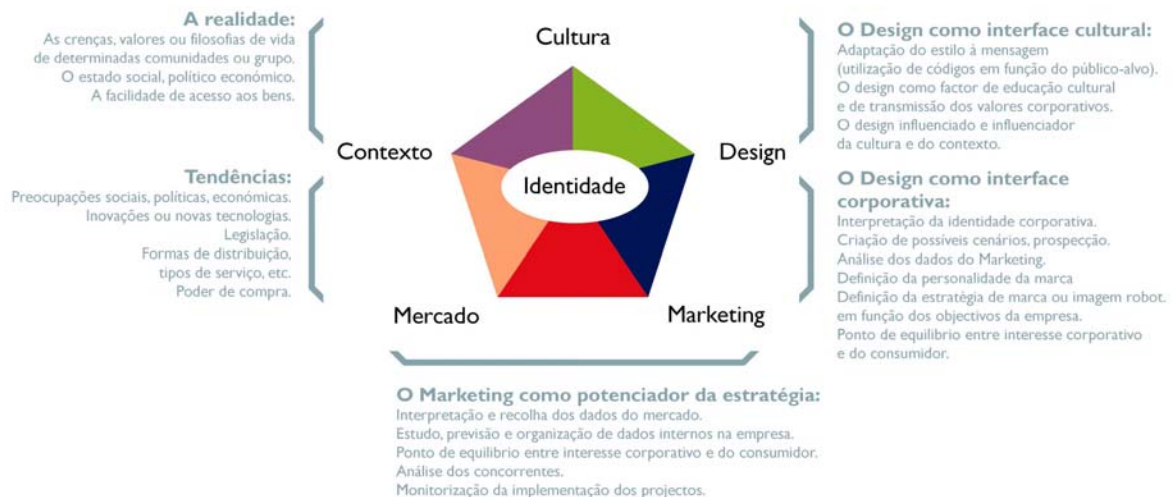 A realidade:
As crenças, valores ou filosofias de vida
de determinadas comunidades ou grupo.
O estado social, político económico.
A facilidade de acesso aos bens.
Tendências:
Preocupações sociais, políticas, económicas.
Inovações ou novas tecnologias.
Legislação.
Formas de distribuição,
tipos de serviço, etc.
Poder de compra.
Cultura
Contexto
Design
Identidade
Mercado
Marketing
O Design como interface cultural:
Adaptação do estilo à mensagem
(utilização de códigos em função do público-alvo).
O design como factor de educação cultural
e de transmissão dos valores corporativos.
O design influenciado e influenciador
da cultura e do contexto.
O Design como interface
corporativa:
Interpretação da identidade corporativa.
Criação de possíveis cenários, prospecção.
Análise dos dados do Marketing.
Definição da personalidade da marca
Definição da estratégia de marca ou imagem robot.
em função dos objectivos da empresa.
Ponto de equilibrio entre interesse corporativo
e do consumidor.
O Marketing como potenciador da estratégia:
Interpretação e recolha dos dados do mercado.
Estudo, previsão e organização de dados internos na empresa.
Ponto de equilibrio entre interesse corporativo e do consumidor.
Análise dos concorrentes.
Monitorização da implementação dos projectos.